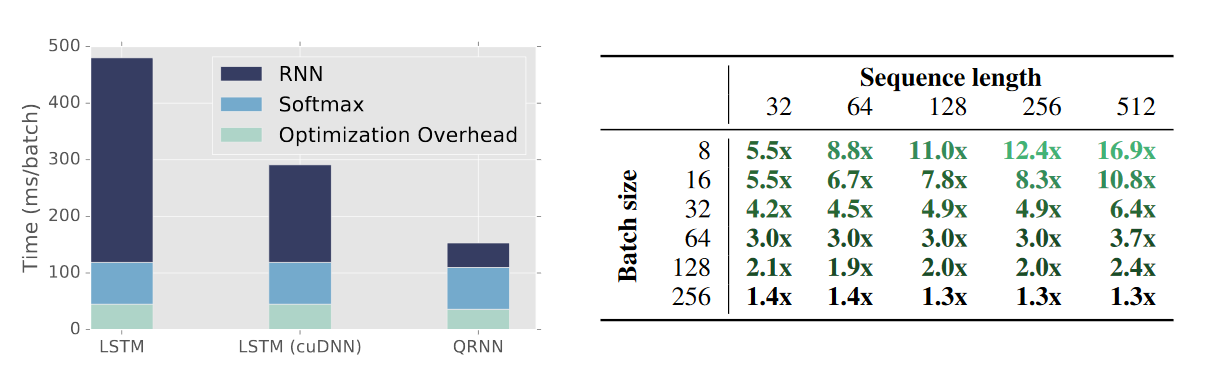 500
400
300
200
100
0
Time (ms/batch)
RNN
Softmax
Optimization Overhead
LSTM
LSTM (cuDNN)
QRNN
Sequence length
32 64 128 256 512
Batch size
8 5.5x 8.8x 11.0x 12.4x 16.9x
16 5.5x 6.7x 7.8x 8.3x 10.8x
32 4.2x 4.5x 4.9x 4.9x 6.4x
64 3.0x 3.0x 3.0x 3.0x 3.7x
128 2.1x 1.9x 2.0x 2.0x 2.4x
256 1.4x 1.4x 1.3x 1.3x 1.3x